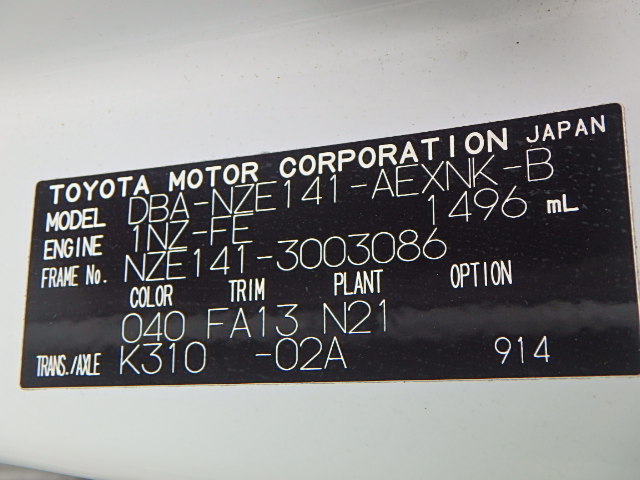 TOYOTA MOTOR CORPORATION JAPAN
MODEL DBA-NZE141-AEXNK-B
ENGINE 1NZ-FE 1496 mL
FRAME No. NZE141-3003086
COLOR TRIM PLANT OPTION
040 FA13 N21
TRANS./AXLE K310 -02A 914